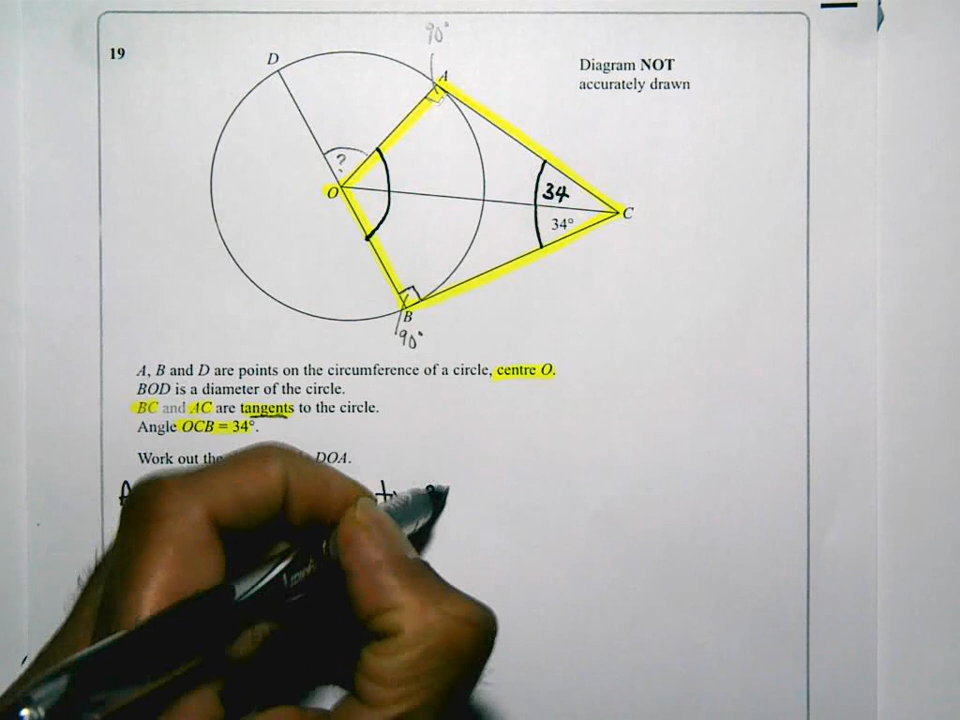 90°
19
D
A
Diagram NOT
accurately drawn
?
O
34
34°
C
B
90°
A, B and D are points on the circumference of a circle, centre O.
BOD is a diameter of the circle.
BC and AC are tangents to the circle.
Angle OCB = 34°.
Work out the DOA.